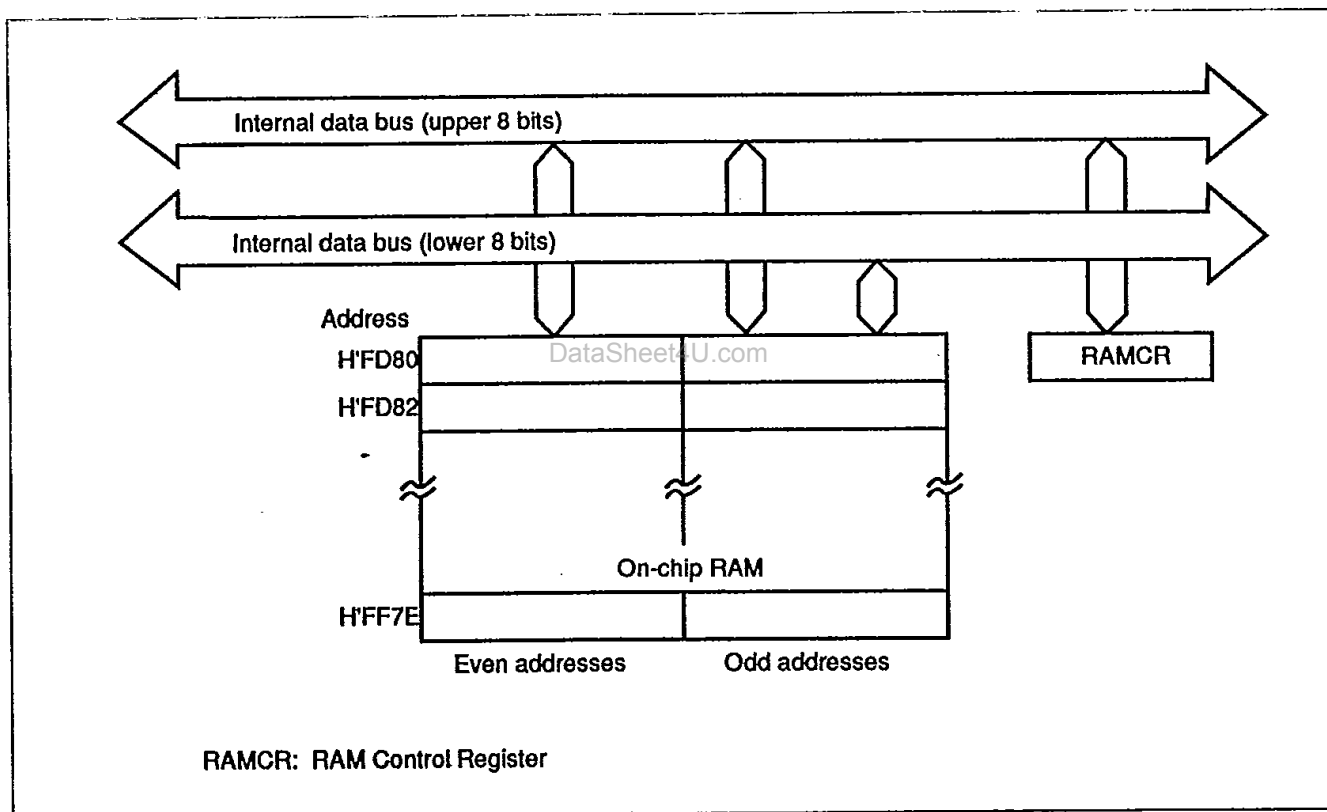 Internal data bus (upper 8 bits)
Internal data bus (lower 8 bits)
Address
H'FD80
DataSheet4U.com
RAMCR
H'FD82
On-chip RAM
H'FF7E
Even addresses
Odd addresses
RAMCR: RAM Control Register